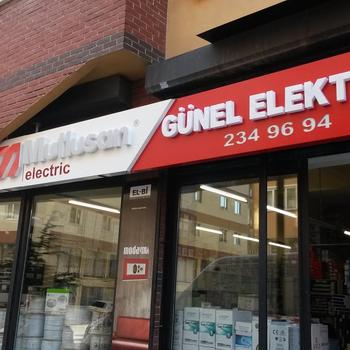 Mutlusan®
electric
GÜNEL ELEKT
234 96 94
EL-Bİ